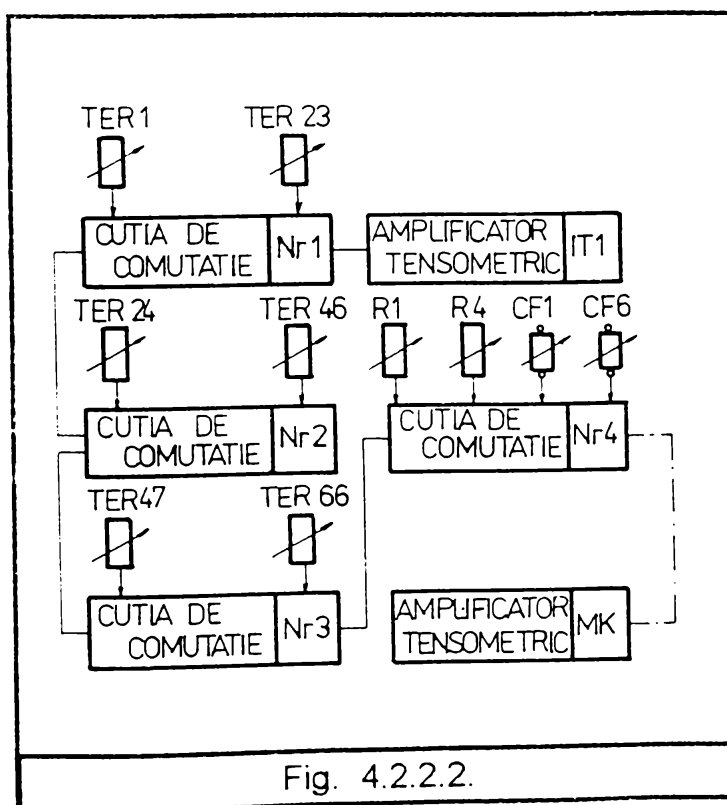 TER 1 TER 23
CUTIA DE
COMUTATIE
Nr1
AMPLIFICATOR
TENSOMETRIC
IT1
TER 24 TER 46 R1 R4 CF1 CF6
CUTIA DE
COMUTATIE
Nr2
CUTIA DE
COMUTATIE
Nr4
TER47 TER 66
CUTIA DE
COMUTATIE
Nr3
AMPLIFICATOR
TENSOMETRIC
MK
Fig. 4.2.2.2.